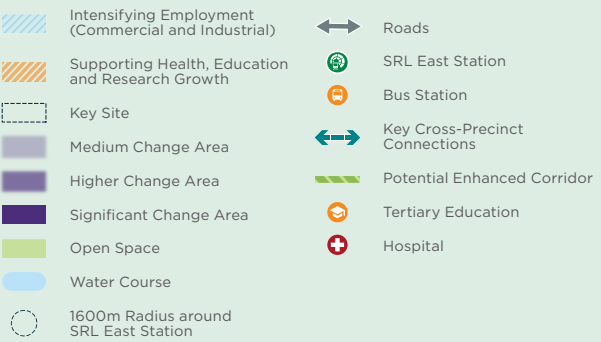 Intensifying Employment
(Commercial and Industrial)
Supporting Health, Education
and Research Growth
Key Site
Medium Change Area
Higher Change Area
Significant Change Area
Open Space
Water Course
1600m Radius around
SRL East Station
Roads
SRL East Station
Bus Station
Key Cross-Precinct
Connections
Potential Enhanced Corridor
Tertiary Education
Hospital